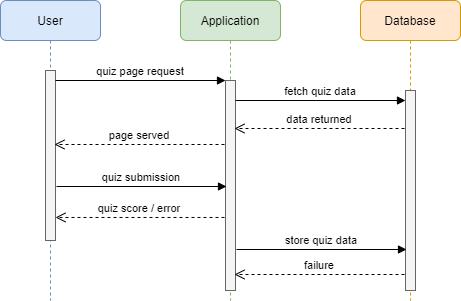 User
Application
Database
quiz page request
fetch quiz data
data returned
page served
quiz submission
quiz score / error
store quiz data
failure